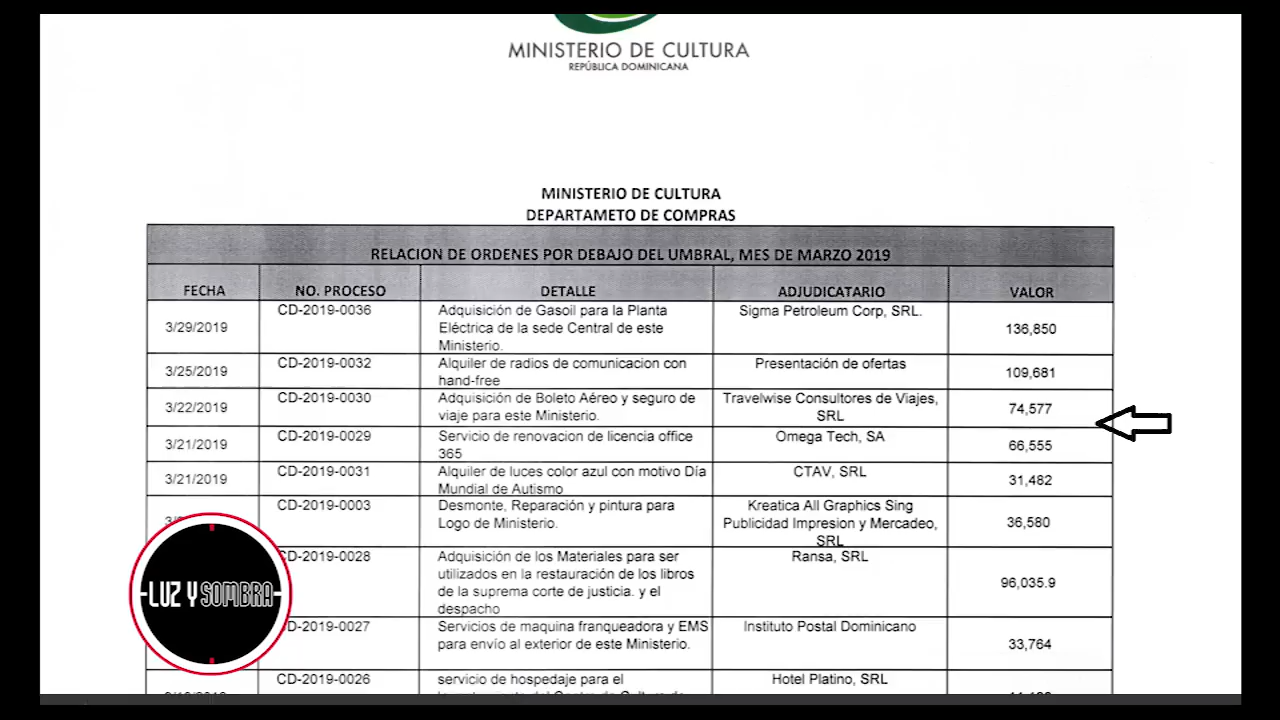 MINISTERIO DE CULTURA
REPÚBLICA DOMINICANA
MINISTERIO DE CULTURA
DEPARTAMETO DE COMPRAS
RELACION DE ORDENES POR DEBAJO DEL UMBRAL, MES DE MARZO 2019
FECHA NO. PROCESO DETALLE ADJUDICATARIO VALOR
3/29/2019 CD-2019-0036 Adquisición de Gasoil para la Planta Sigma Petroleum Corp, SRL. 136,850
Eléctrica de la sede Central de este
Ministerio.
3/25/2019 CD-2019-0032 Alquiler de radios de comunicacion con Presentación de ofertas 109,681
hand-free
3/22/2019 CD-2019-0030 Adquisición de Boleto Aéreo y seguro de Travelwise Consultores de Viajes, 74,577
viaje para este Ministerio. SRL
3/21/2019 CD-2019-0029 Servicio de renovacion de licencia office Omega Tech, SA 66,555
365
3/21/2019 CD-2019-0031 Alquiler de luces color azul con motivo Día CTAV, SRL 31,482
Mundial de Autismo
CD-2019-0003 Desmonte, Reparación y pintura para Kreatica All Graphics Sing 36,580
Logo de Ministerio. Publicidad Impresion y Mercadeo,
SRL
CD-2019-0028 Adquisición de los Materiales para ser Ransa, SRL 96,035.9
utilizados en la restauración de los libros
de la suprema corte de justicia. y el
despacho
CD-2019-0027 Servicios de maquina franqueadora y EMS Instituto Postal Dominicano 33,764
para envío al exterior de este Ministerio.
CD-2019-0026 servicio de hospedaje para el Hotel Platino, SRL
LUZ Y SOMBRA